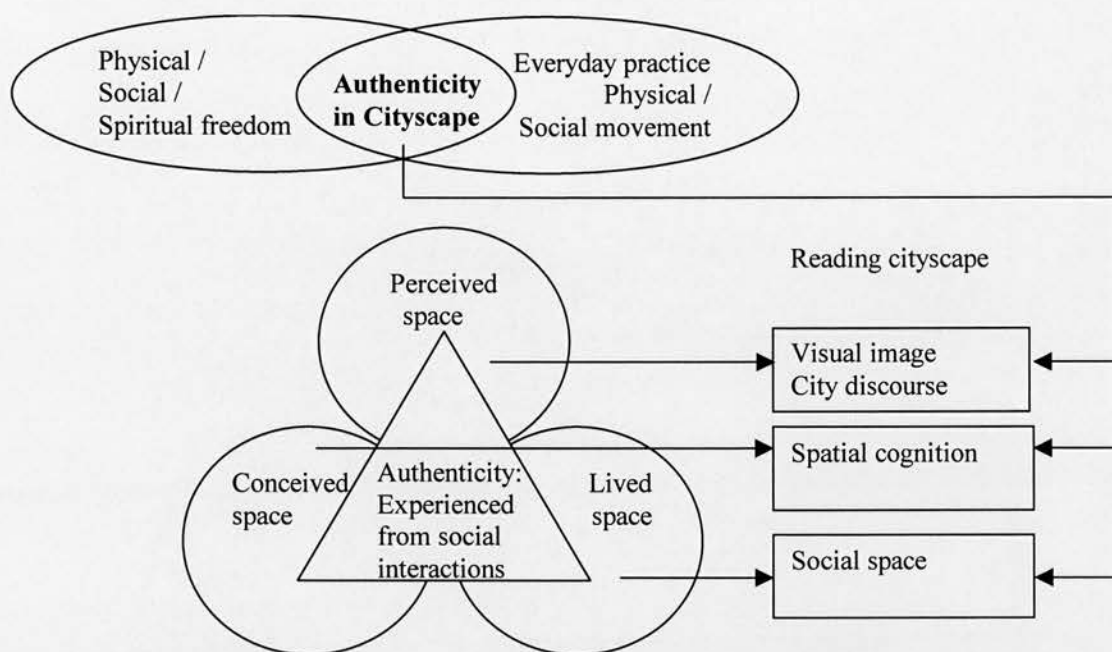 Physical /
Social /
Spiritual freedom
Authenticity
in Cityscape
Everyday practice
Physical /
Social movement
Reading cityscape
Perceived
space
Visual image
City discourse
Spatial cognition
Conceived
space
Authenticity:
Experienced
from social
interactions
Lived
space
Social space